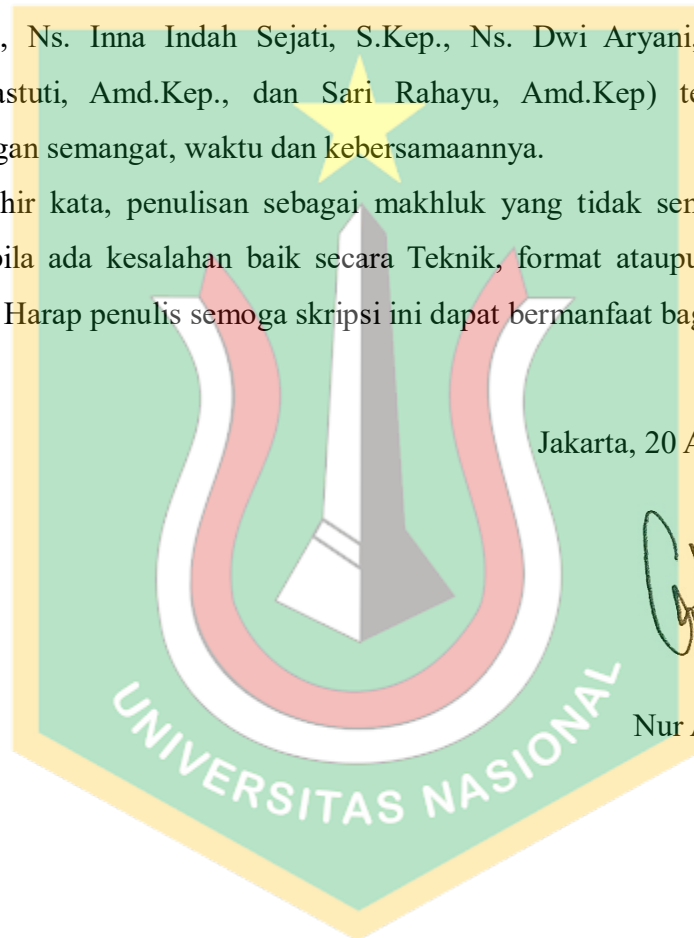 , Ns. Inna Indah Sejati, S.Kep., Ns. Dwi Aryani,
astuti, Amd.Kep., dan Sari Rahayu, Amd.Kep) te
gan semangat, waktu dan kebersamaannya.
hir kata, penulisan sebagai makhluk yang tidak sem
bila ada kesalahan baik secara Teknik, format ataupu
Harap penulis semoga skripsi ini dapat bermanfaat bag
Jakarta, 20 A
Nur A
UNIVERSITAS NASIONAL